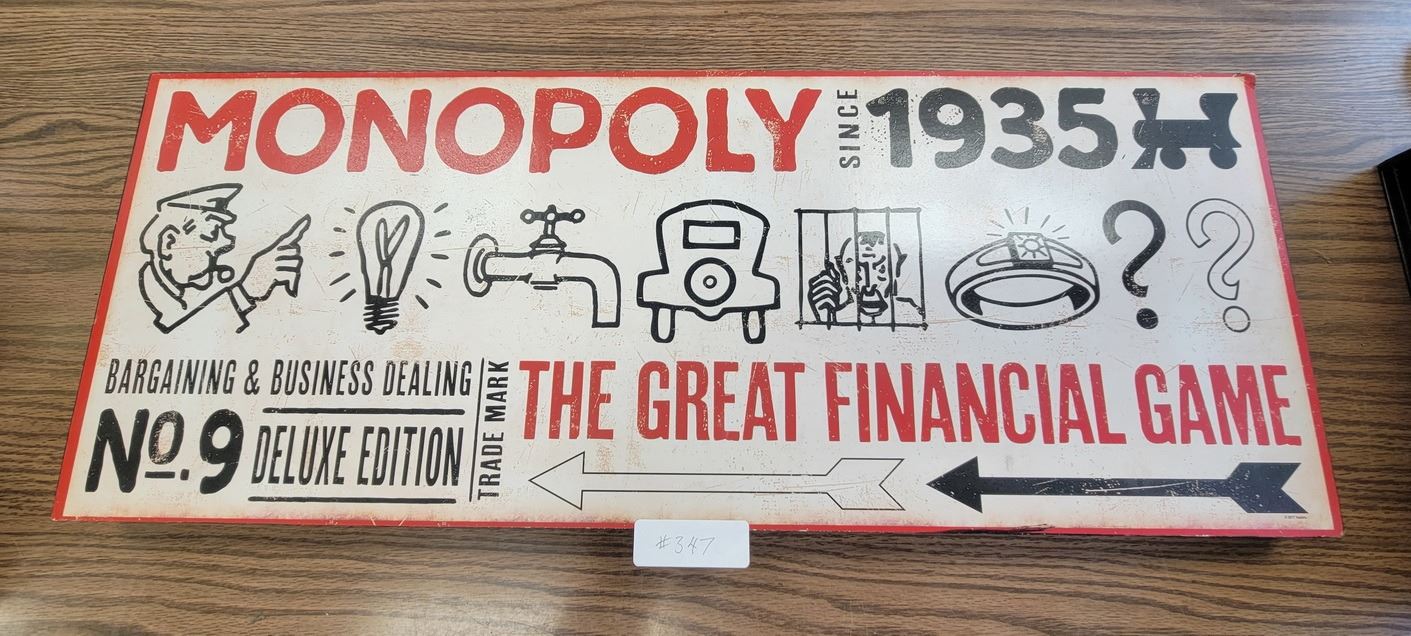 MONOPOLY SINCE 1935
? ?
BARGAINING & BUSINESS DEALING
No. 9 DELUXE EDITION
TRADE MARK
THE GREAT FINANCIAL GAME
#347